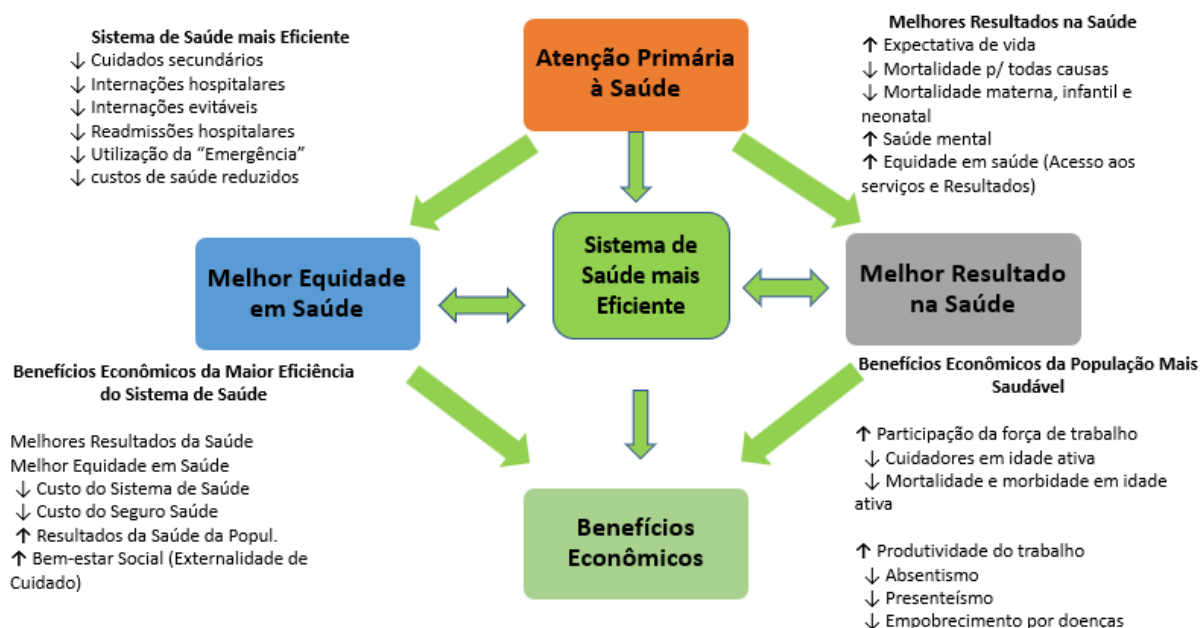 Sistema de Saúde mais Eficiente
↓ Cuidados secundários
↓ Internações hospitalares
↓ Internações evitáveis
↓ Readmissões hospitalares
↓ Utilização da “Emergência”
↓ custos de saúde reduzidos
Atenção Primária
à Saúde
Melhores Resultados na Saúde
↑ Expectativa de vida
↓ Mortalidade p/ todas causas
↓ Mortalidade materna, infantil e
neonatal
↑ Saúde mental
↑ Equidade em saúde (Acesso aos
serviços e Resultados)
Melhor Equidade
em Saúde
Sistema de
Saúde mais
Eficiente
Melhor Resultado
na Saúde
Benefícios Econômicos da Maior Eficiência
do Sistema de Saúde
Melhores Resultados da Saúde
Melhor Equidade em Saúde
↓ Custo do Sistema de Saúde
↓ Custo do Seguro Saúde
↑ Resultados da Saúde da Popul.
↑ Bem-estar Social (Externalidade de
Cuidado)
Benefícios
Econômicos
Benefícios Econômicos da População Mais
Saudável
↑ Participação da força de trabalho
↓ Cuidadores em idade ativa
↓ Mortalidade e morbidade em idade
ativa
↑ Produtividade do trabalho
↓ Absentismo
↓ Presenteísmo
↓ Empobrecimento por doenças